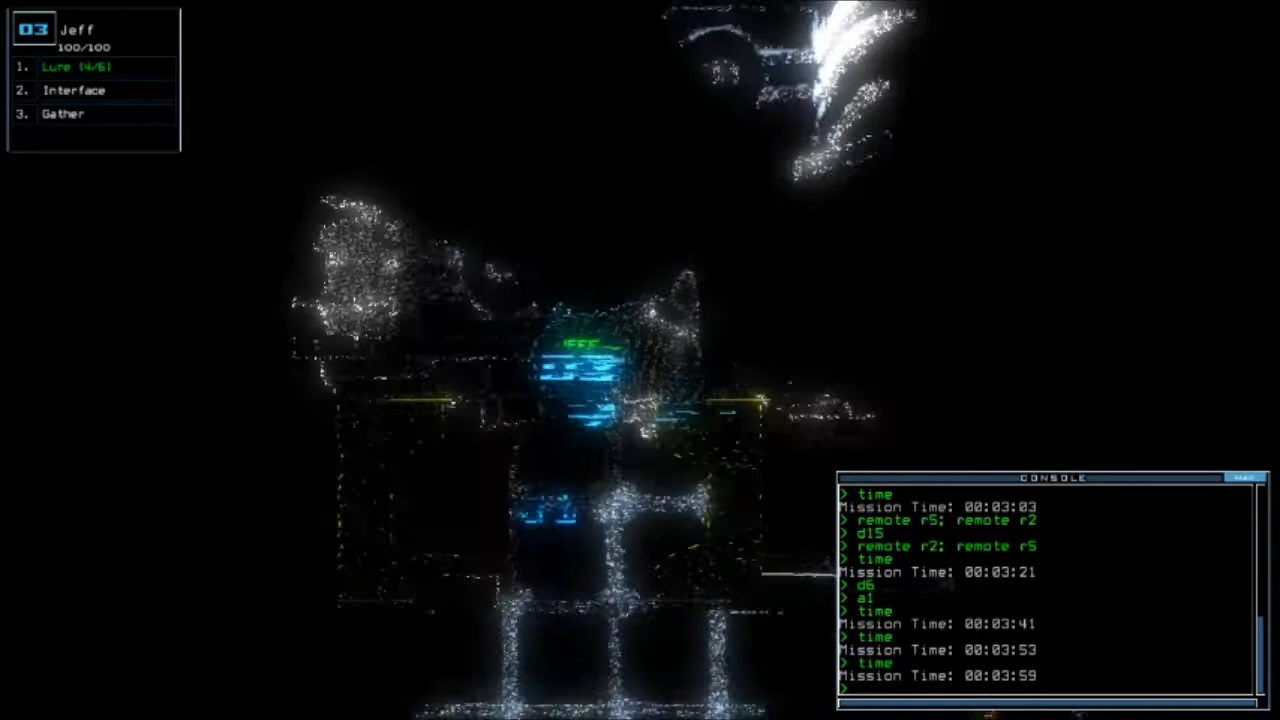 03 Jeff
100/100
1. Lure (4/6)
2. Interface
3. Gather
CONSOLE
> time
Mission Time: 00:03:03
> remote r5; remote r2
> d15
> remote r2; remote r5
> time
Mission Time: 00:03:21
> d6
> a1
> time
Mission Time: 00:03:41
> time
Mission Time: 00:03:53
> time
Mission Time: 00:03:59
>